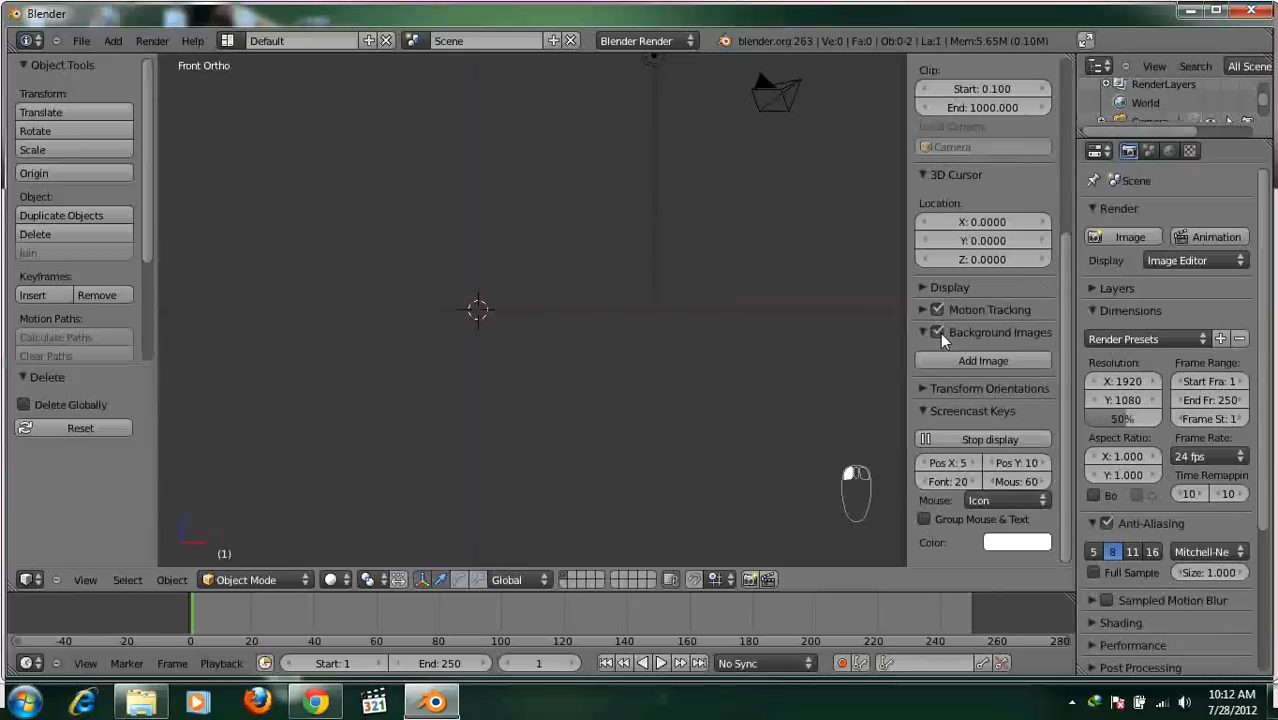 Blender
File Add Render Help Default Scene Blender Render blender.org 263 | Ve:0 | Fa:0 | Ob:0-2 | La:1 | Mem:5.65M (0.10M)
View Search All Scene
Object Tools
Transform:
Translate
Rotate
Scale
Origin
Object:
Duplicate Objects
Delete
Join
Keyframes:
Insert Remove
Motion Paths:
Calculate Paths
Clear Paths
Delete
Delete Globally
Reset
Front Ortho
(1)
Clip:
Start: 0.100
End: 1000.000
Local Camera:
Camera
3D Cursor
Location:
X: 0.0000
Y: 0.0000
Z: 0.0000
Display
Motion Tracking
Background Images
Add Image
Transform Orientations
Screencast Keys
Stop display
Pos X: 5 Pos Y: 10
Font: 20 Mous: 60
Mouse: Icon
Group Mouse & Text
Color:
RenderLayers
World
Camera
Scene
Render
Image Animation
Display Image Editor
Layers
Dimensions
Render Presets
Resolution: Frame Range:
X: 1920 Start Fra: 1
Y: 1080 End Fr: 250
50% Frame St: 1
Aspect Ratio: Frame Rate:
X: 1.000 24 fps
Y: 1.000 Time Remappin
Bo 10 10
Anti-Aliasing
5 8 11 16 Mitchell-Ne
Full Sample Size: 1.000
Sampled Motion Blur
Shading
Performance
Post Processing
View Select Object Object Mode Global
-40 -20 0 20 40 60 80 100 120 140 160 180 200 220 240 260 280
View Marker Frame Playback Start: 1 End: 250 1 No Sync
321
10:12 AM
7/28/2012